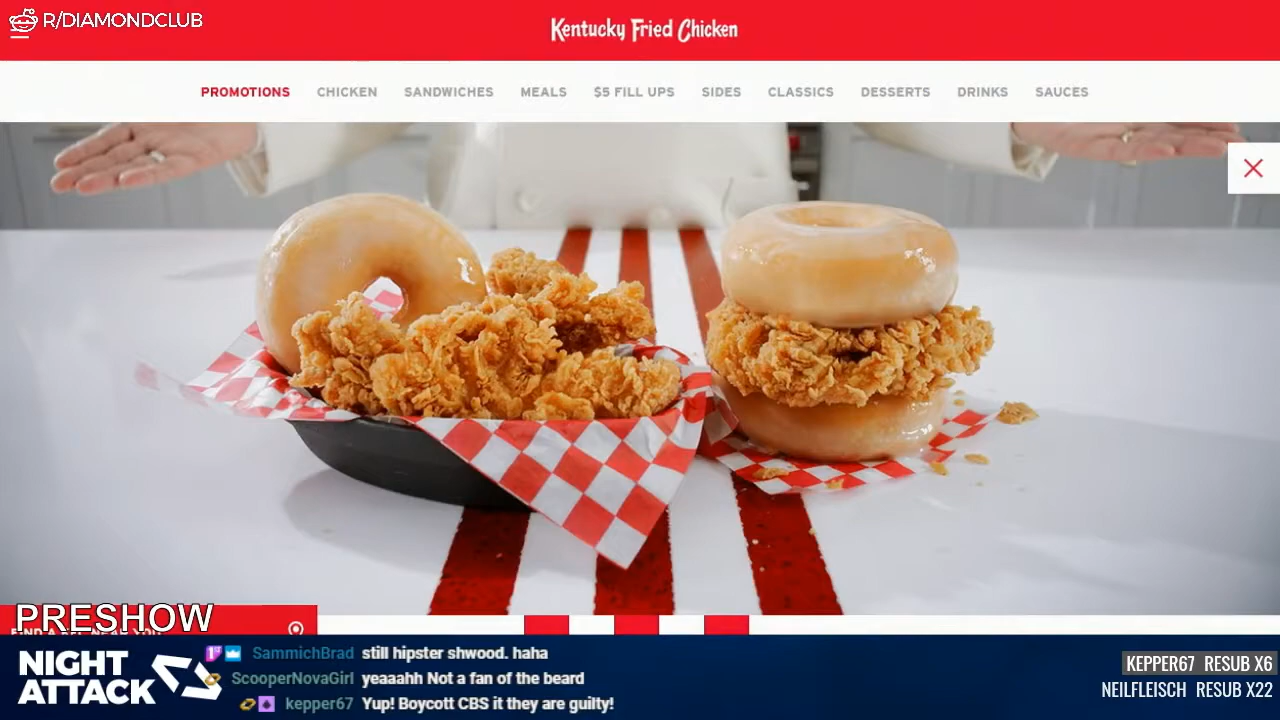 R/DIAMONDCLUB
Kentucky Fried Chicken
PROMOTIONS CHICKEN SANDWICHES MEALS $5 FILL UPS SIDES CLASSICS DESSERTS DRINKS SAUCES
PRESHOW
NIGHT
ATTACK
SammichBrad still hipster shwood. haha
ScooperNovaGirl yeaaahh Not a fan of the beard
kepper67 Yup! Boycott CBS it they are guilty!
KEPPER67 RESUB X6
NEILFLEISCH RESUB X22